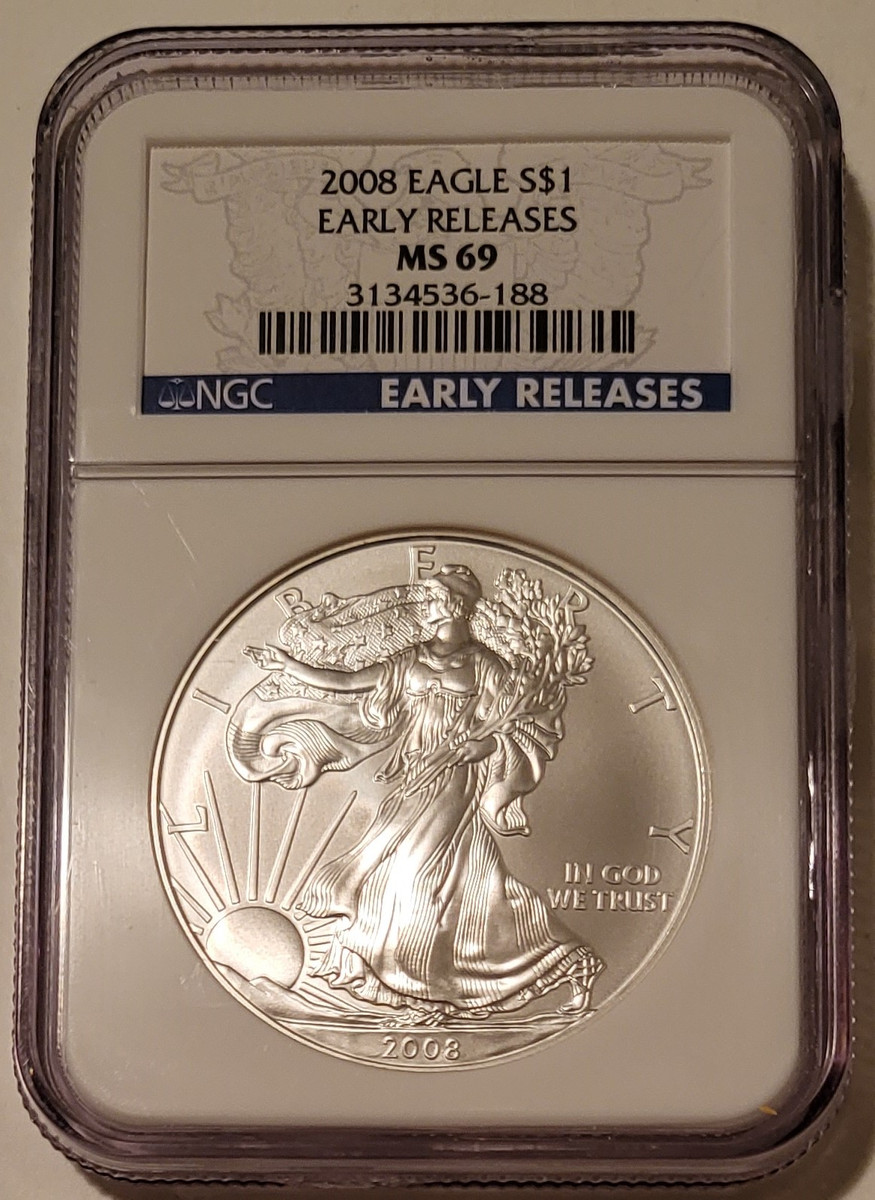 2008 EAGLE S$1
EARLY RELEASES
MS 69
3134536-188
NGC EARLY RELEASES
LIBERTY
IN GOD
WE TRUST
2008